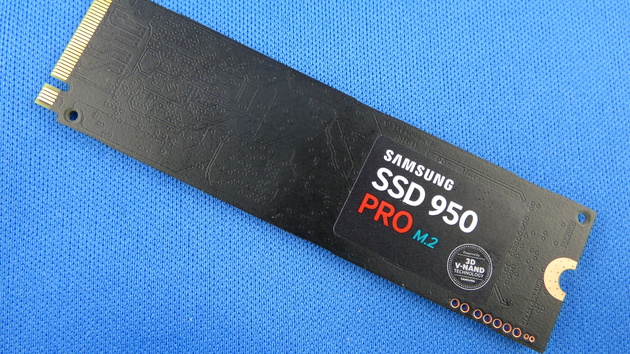 SAMSUNG
SSD 950
PRO M.2
3D
V-NAND
TECHNOLOGY